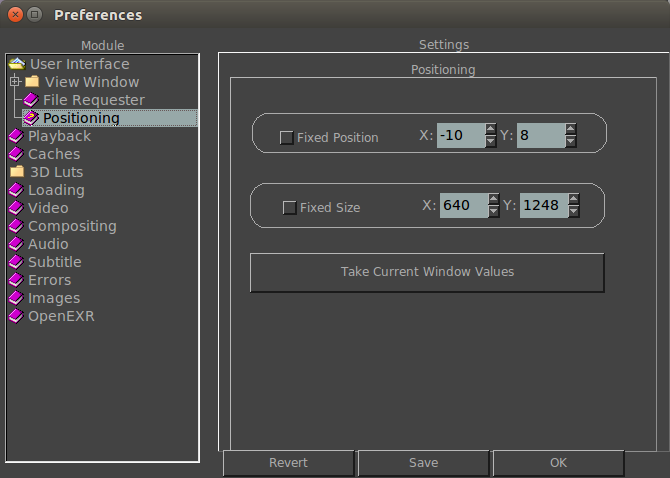 Preferences
Module
User Interface
View Window
File Requester
Positioning
Playback
Caches
3D Luts
Loading
Video
Compositing
Audio
Subtitle
Errors
Images
OpenEXR
Settings
Positioning
Fixed Position X: -10 Y: 8
Fixed Size X: 640 Y: 1248
Take Current Window Values
Revert Save OK